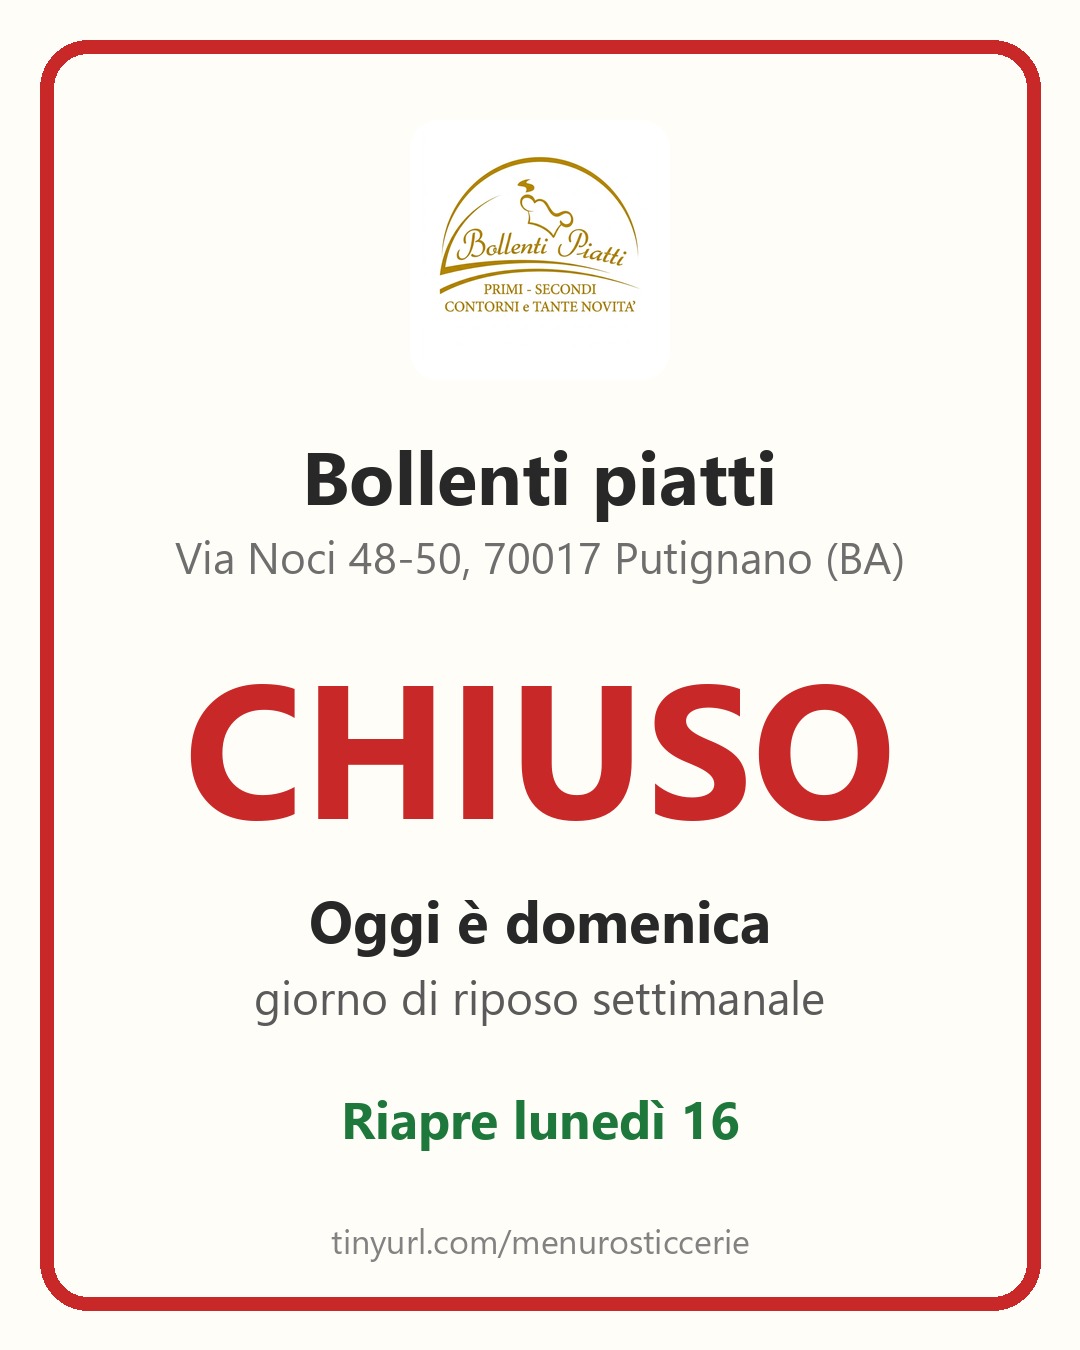 Bollenti Piatti
PRIMI - SECONDI
CONTORNI e TANTE NOVITA'
Bollenti piatti
Via Noci 48-50, 70017 Putignano (BA)
CHIUSO
Oggi è domenica
giorno di riposo settimanale
Riapre lunedì 16
tinyurl.com/menurosticcerie